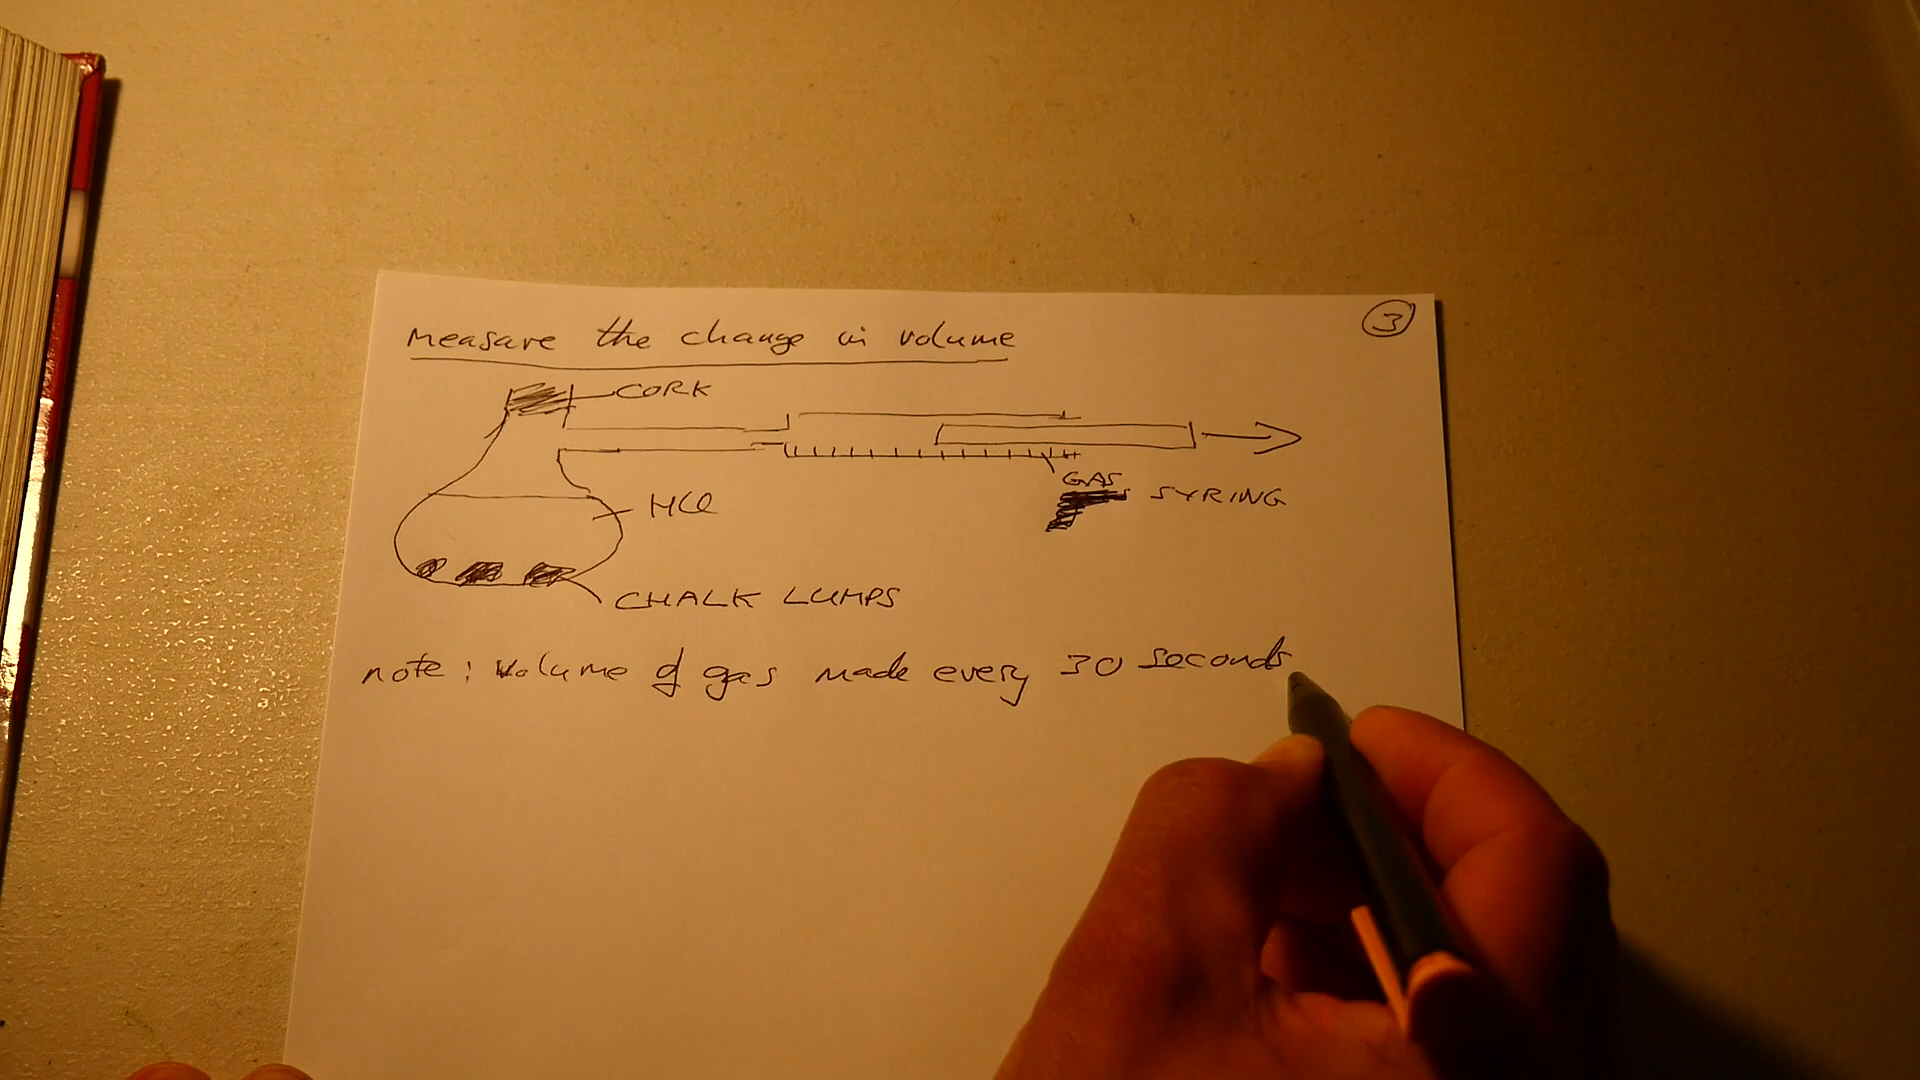 3
measure the change in volume
CORK
GAS
SYRING
HCl
CHALK LUMPS
note: volume of gas made every 30 seconds